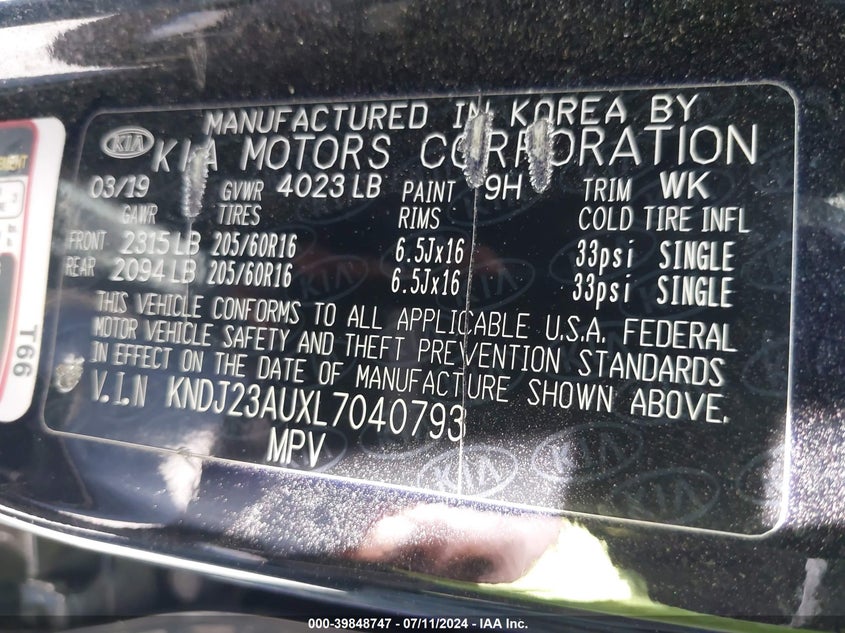 MANUFACTURED IN KOREA BY
KIA KIA MOTORS CORPORATION
03/19 GVWR 4023 LB PAINT 9H TRIM WK
GAWR TIRES RIMS COLD TIRE INFL
FRONT 2315 LB 205/60R16 6.5Jx16 33psi SINGLE
REAR 2094 LB 205/60R16 6.5Jx16 33psi SINGLE
THIS VEHICLE CONFORMS TO ALL APPLICABLE U.S.A. FEDERAL
MOTOR VEHICLE SAFETY AND THEFT PREVENTION STANDARDS
IN EFFECT ON THE DATE OF MANUFACTURE SHOWN ABOVE.
V.I.N KNDJ23AUXL7040793
MPV
KIA
T66
000-39848747 - 07/11/2024 - IAA Inc.